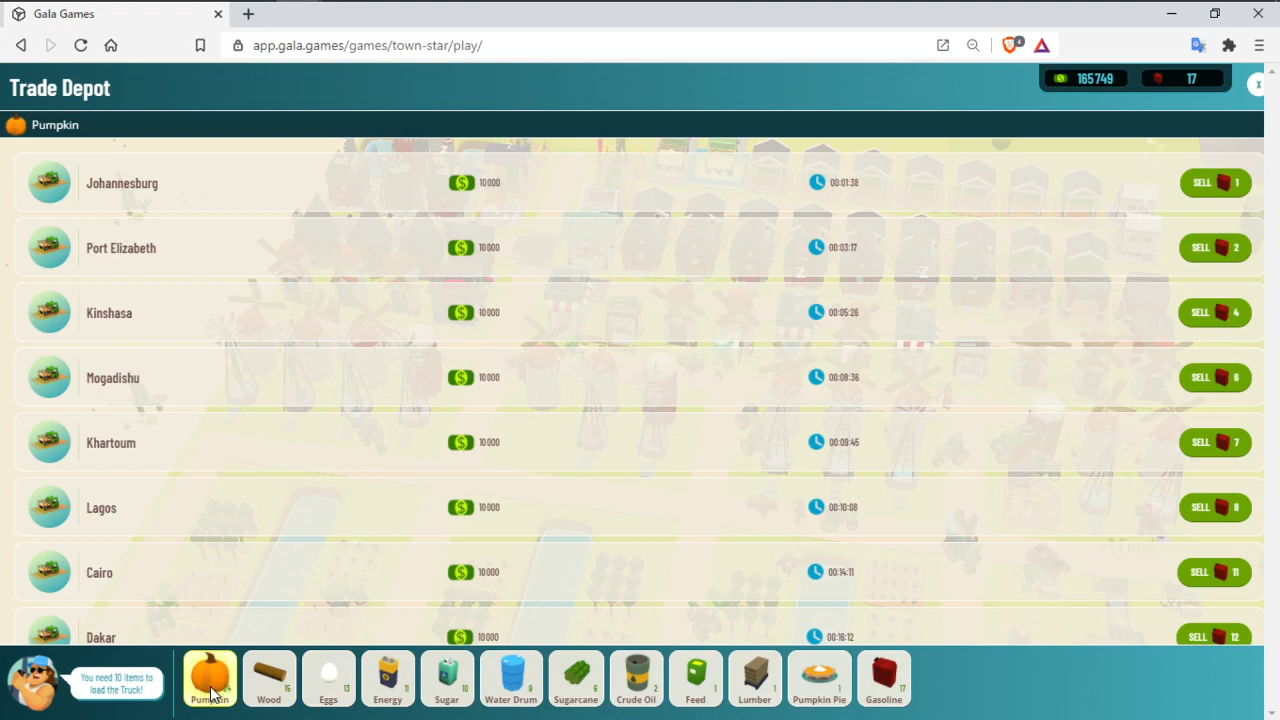 Gala Games
app.gala.games/games/town-star/play/
4
Trade Depot
165749
17
x
Pumpkin
Johannesburg
10000
00:01:38
SELL 1
Port Elizabeth
10000
00:03:17
SELL 2
Kinshasa
10000
00:05:26
SELL 4
Mogadishu
10000
00:08:36
SELL 6
Khartoum
10000
00:09:45
SELL 7
Lagos
10000
00:10:08
SELL 8
Cairo
10000
00:14:11
SELL 11
Dakar
10000
00:16:12
SELL 12
You need 10 items to
load the Truck!
Wood
15
Eggs
13
Energy
11
Sugar
10
Water Drum
Sugarcane
6
Crude Oil
2
Feed
1
Lumber
1
Pumpkin Pie
1
Gasoline
17